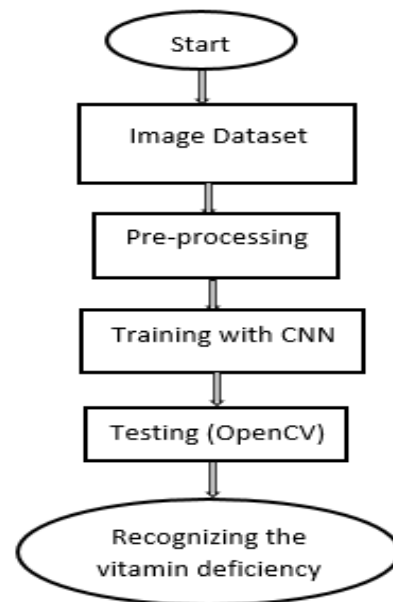 Start
Image Dataset
Pre-processing
Training with CNN
Testing (OpenCV)
Recognizing the
vitamin deficiency